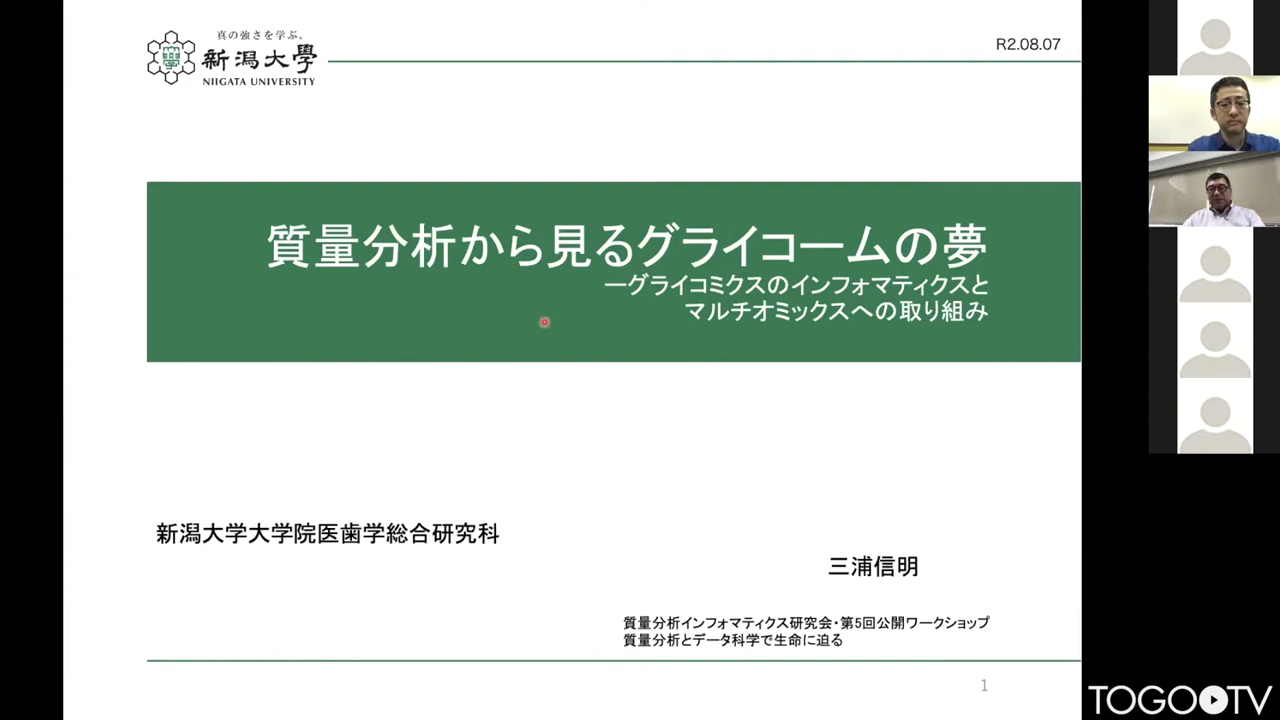 真の強さを学ぶ。
新潟大學
NIIGATA UNIVERSITY
R2.08.07
質量分析から見るグライコームの夢
ーグライコミクスのインフォマティクスと
マルチオミックスへの取り組み
新潟大学大学院医歯学総合研究科
三浦信明
質量分析インフォマティクス研究会・第5回公開ワークショップ
質量分析とデータ科学で生命に迫る
1
TOGOTV